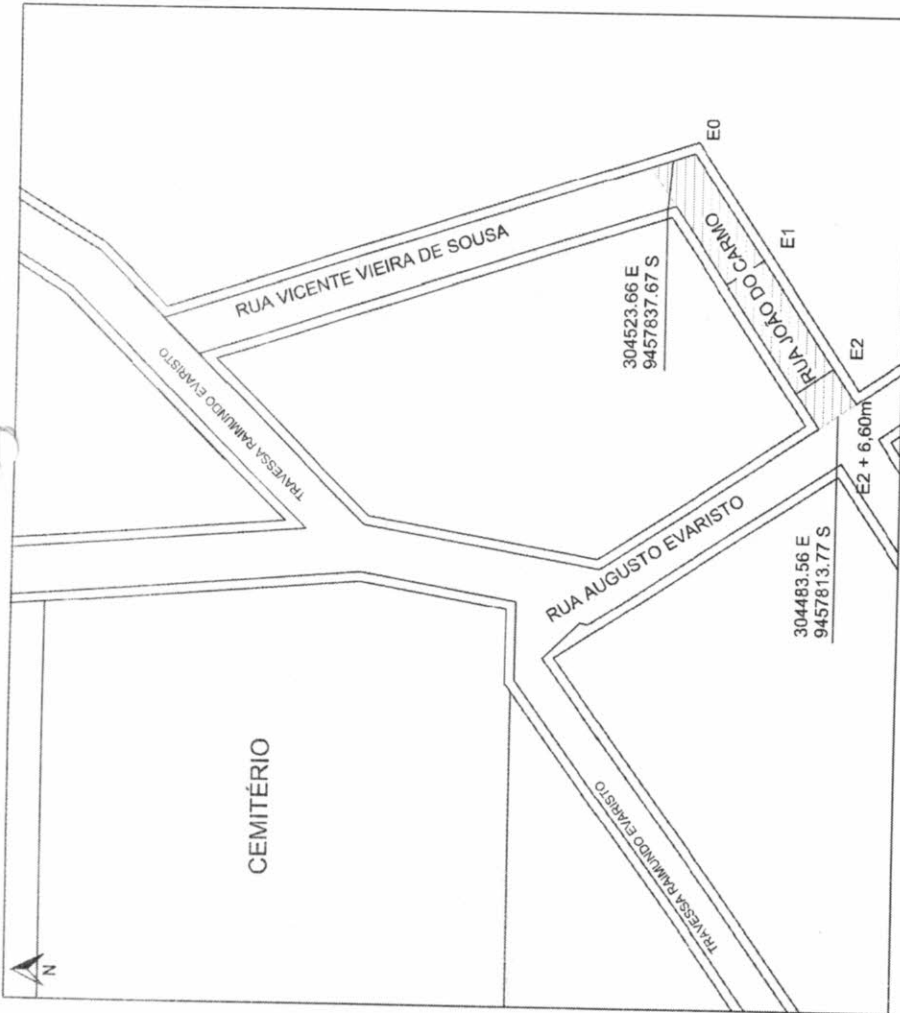 N
CEMITÉRIO
TRAVESSA RAIMUNDO EVARISTO
RUA VICENTE VIEIRA DE SOUSA
304523.66 E
9457837.67 S
RUA JOÃO DO CARMO
E0
E1
E2
E2 + 6,60m
RUA AUGUSTO EVARISTO
304483.56 E
9457813.77 S
TRAVESSA RAIMUNDO EVARISTO